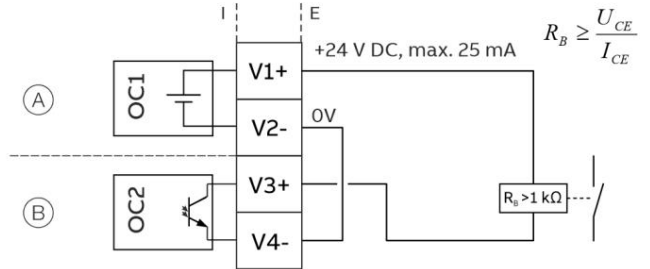 I E
+24 V DC, max. 25 mA
R_B ≥ U_CE / I_CE
A
OC1
V1+
V2-
0V
B
OC2
V3+
V4-
R_B >1 kΩ